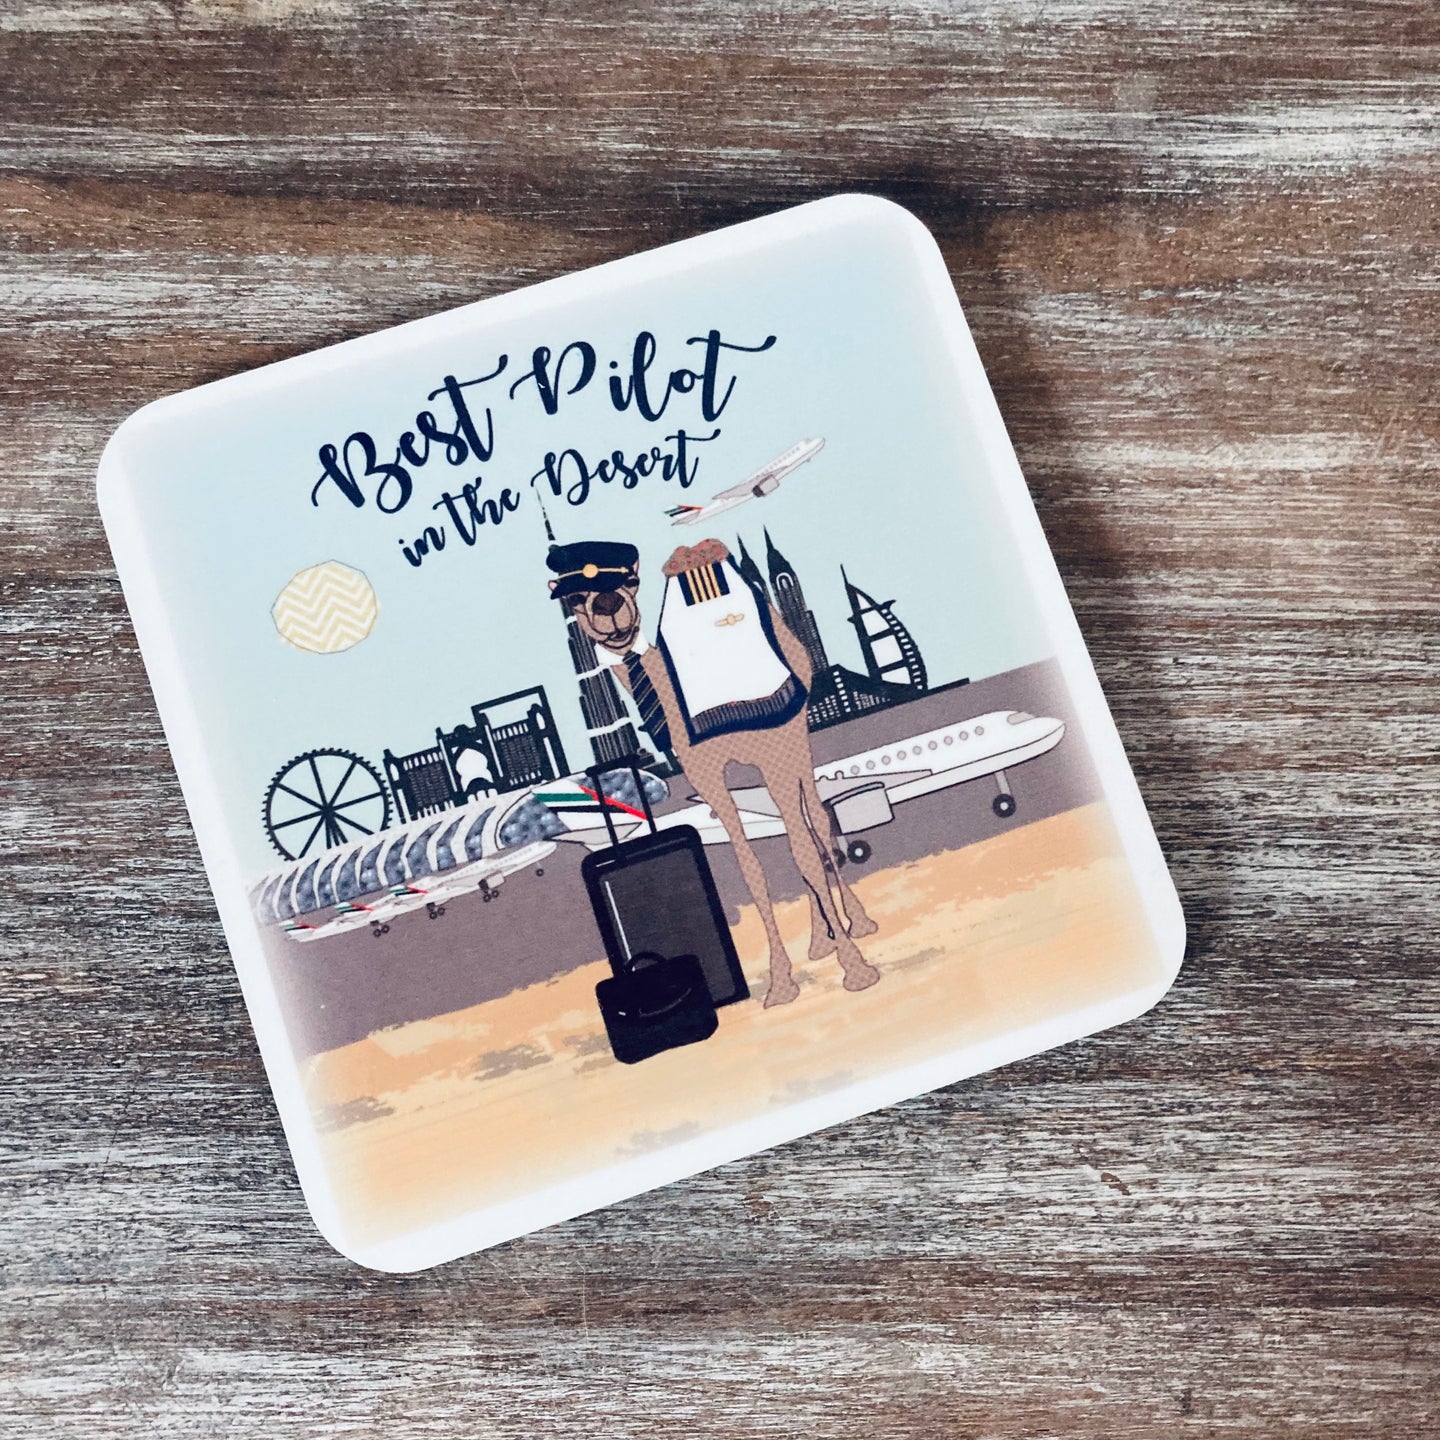 Best Pilot
in the Desert